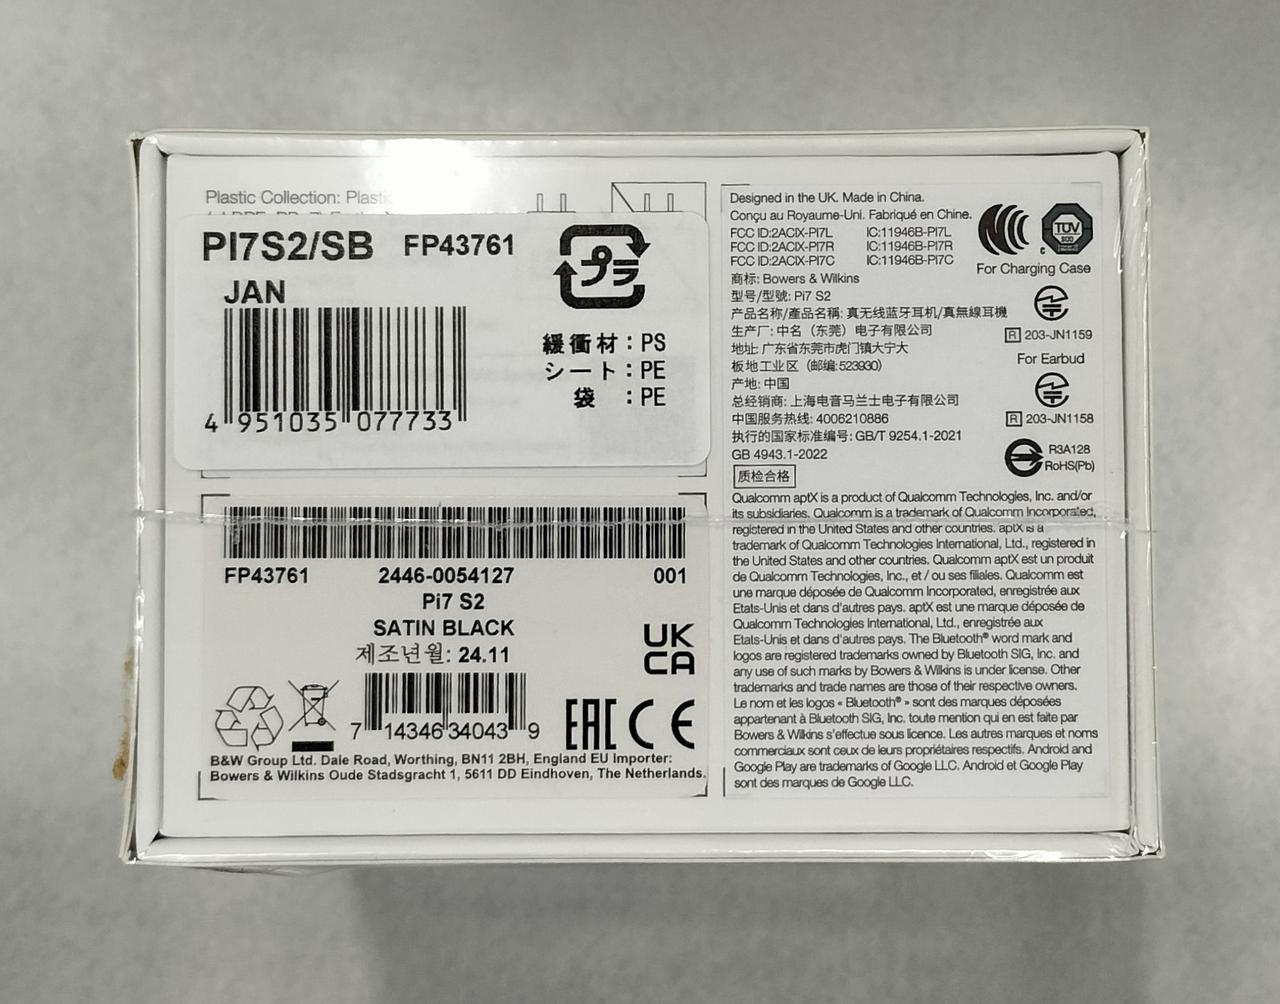 Plastic Collection: Plastic
PI7S2/SB FP43761
JAN
4 951035 077733
プラ
緩衝材：PS
シート：PE
袋：PE
FP43761 2446-0054127 001
Pi7 S2
SATIN BLACK
제조년월: 24.11
7 14346 34043 9
UK
CA
EAC CE
B&W Group Ltd. Dale Road, Worthing, BN11 2BH, England EU Importer:
Bowers & Wilkins Oude Stadsgracht 1, 5611 DD Eindhoven, The Netherlands.
Designed in the UK. Made in China.
Conçu au Royaume-Uni. Fabriqué en Chine.
FCC ID:2ACIX-PI7L IC:11946B-PI7L
FCC ID:2ACIX-PI7R IC:11946B-PI7R
FCC ID:2ACIX-PI7C IC:11946B-PI7C
商标: Bowers & Wilkins
型号/型號: Pi7 S2
产品名称/產品名稱: 真无线蓝牙耳机/真無線耳機
生产厂: 中名（东莞）电子有限公司
地址: 广东省东莞市虎门镇大宁大
板地工业区（邮编:523930）
产地: 中国
总经销商: 上海电音马兰士电子有限公司
中国服务热线: 4006210886
执行的国家标准编号: GB/T 9254.1-2021
GB 4943.1-2022
质检合格
c TÜV
SÜD
For Charging Case
R 203-JN1159
For Earbud
R 203-JN1158
R3A128
RoHS(Pb)
Qualcomm aptX is a product of Qualcomm Technologies, Inc. and/or
its subsidiaries. Qualcomm is a trademark of Qualcomm Incorporated,
registered in the United States and other countries. aptX is a
trademark of Qualcomm Technologies International, Ltd., registered in
the United States and other countries. Qualcomm aptX est un produit
de Qualcomm Technologies, Inc., et / ou ses filiales. Qualcomm est
une marque déposée de Qualcomm Incorporated, enregistrée aux
Etats-Unis et dans d'autres pays. aptX est une marque déposée de
Qualcomm Technologies International, Ltd., enregistrée aux
Etats-Unis et dans d'autres pays. The Bluetooth® word mark and
logos are registered trademarks owned by Bluetooth SIG, Inc. and
any use of such marks by Bowers & Wilkins is under license. Other
trademarks and trade names are those of their respective owners.
Le nom et les logos « Bluetooth® » sont des marques déposées
appartenant à Bluetooth SIG, Inc. toute mention qui en est faite par
Bowers & Wilkins s'effectue sous licence. Les autres marques et noms
commerciaux sont ceux de leurs propriétaires respectifs. Android and
Google Play are trademarks of Google LLC. Android et Google Play
sont des marques de Google LLC.